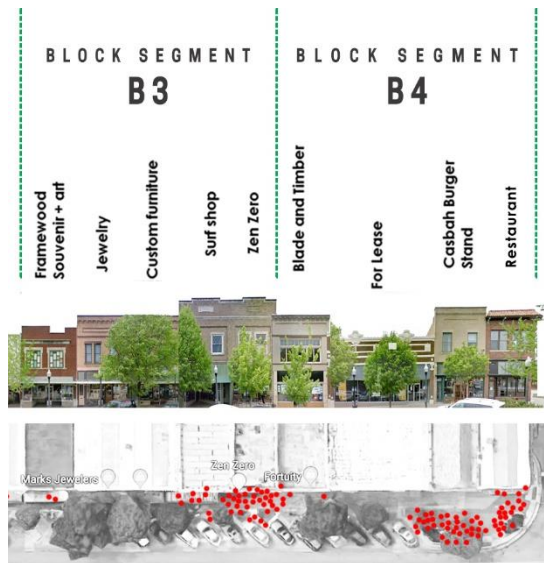 BLOCK SEGMENT
B3
BLOCK SEGMENT
B4
Framewood
Souvenir + art
Jewelry
Custom furniture
Surf shop
Zen Zero
Blade and Timber
For Lease
Casbah Burger
Stand
Restaurant
Marks Jewelers
Zen Zero
Fortuity